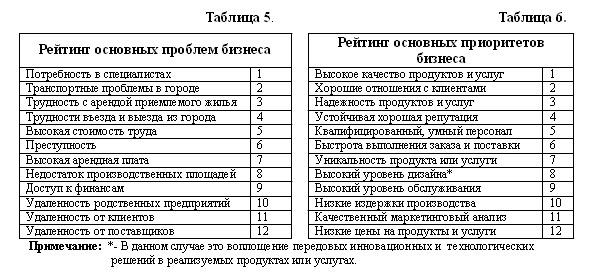 Таблица 5.
Рейтинг основных проблем бизнеса
Потребность в специалистах 1
Транспортные проблемы в городе 2
Трудность с арендой приемлемого жилья 3
Трудности въезда и выезда из города 4
Высокая стоимость труда 5
Преступность 6
Высокая арендная плата 7
Недостаток производственных площадей 8
Доступ к финансам 9
Удаленность родственных предприятий 10
Удаленность от клиентов 11
Удаленность от поставщиков 12
Таблица 6.
Рейтинг основных приоритетов
бизнеса
Высокое качество продуктов и услуг 1
Хорошие отношения с клиентами 2
Надежность продуктов и услуг 3
Устойчивая хорошая репутация 4
Квалифицированный, умный персонал 5
Быстрота выполнения заказа и поставки 6
Уникальность продукта или услуги 7
Высокий уровень дизайна* 8
Высокий уровень обслуживания 9
Низкие издержки производства 10
Качественный маркетинговый анализ 11
Низкие цены на продукты и услуги 12
Примечание: *- В данном случае это воплощение передовых инновационных и технологических
решений в реализуемых продуктах или услугах.